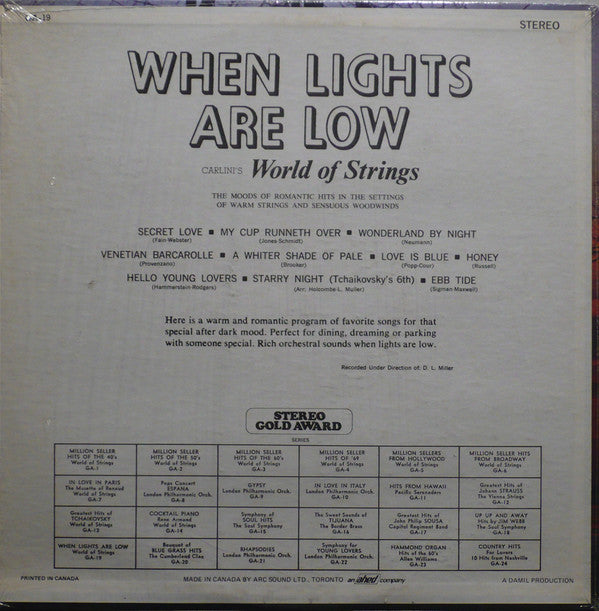 GA-19
STEREO
WHEN LIGHTS
ARE LOW
CARLINI'S World of Strings
THE MOODS OF ROMANTIC HITS IN THE SETTINGS
OF WARM STRINGS AND SENSUOUS WOODWINDS
SECRET LOVE ▪ MY CUP RUNNETH OVER ▪ WONDERLAND BY NIGHT
(Fain-Webster) (Jones-Schmidt) (Neumann)
VENETIAN BARCAROLLE ▪ A WHITER SHADE OF PALE ▪ LOVE IS BLUE ▪ HONEY
(Provenzano) (Brocker) (Popp-Cour) (Russell)
HELLO YOUNG LOVERS ▪ STARRY NIGHT (Tchaikovsky's 6th) ▪ EBB TIDE
(Hammerstein-Rodgers) (Arr: Holcombe-L. Muller) (Sigman-Maxwell)
Here is a warm and romantic program of favorite songs for that
special after dark mood. Perfect for dining, dreaming or parking
with someone special. Rich orchestral sounds when lights are low.
Recorded Under Direction of: D. L. Miller
STEREO
GOLD AWARD
SERIES
MILLION SELLER
HITS OF THE 40's
World of Strings
GA-1
MILLION SELLER
HITS OF THE 50's
World of Strings
GA-2
MILLION SELLER
HITS OF THE 60's
World of Strings
GA-3
MILLION SELLER
HITS OF '69
World of Strings
GA-4
MILLION SELLERS
FROM HOLLYWOOD
World of Strings
GA-5
MILLION SELLER HITS
FROM BROADWAY
World of Strings
GA-6
IN LOVE IN PARIS
The Musette of Renaud
World of Strings
GA-7
Pops Concert
ESPANA
London Philharmonic Orch.
GA-8
GYPSY
London Philharmonic Orch.
GA-9
IN LOVE IN ITALY
London Philharmonic Orch.
GA-10
HITS FROM HAWAII
Pacific Serenaders
GA-11
Greatest Hits of
Johann STRAUSS
The Vienna Strings
GA-12
Greatest Hits of
TCHAIKOVSKY
World of Strings
GA-13
COCKTAIL PIANO
Rene Armand
World of Strings
GA-14
Symphony of
SOUL HITS
The Soul Symphony
GA-15
The Sweet Sounds of
TIJUANA
The Border Brass
GA-16
Greatest Hits of
John Philip SOUSA
Capitol Regiment Band
GA-17
UP UP AND AWAY
Hits by JIM WEBB
The Soul Symphony
GA-18
WHEN LIGHTS ARE LOW
World of Strings
GA-19
Banquet of
BLUE GRASS HITS
The Cumberland Clan
GA-20
RHAPSODIES
London Philharmonic Orch.
GA-21
Symphony for
YOUNG LOVERS
London Philharmonic Orch.
GA-22
HAMMOND ORGAN
Hits of the 60's
Allen Williams
GA-23
COUNTRY HITS
For Lovers
10 Hits from Nashville
GA-24
PRINTED IN CANADA
MADE IN CANADA BY ARC SOUND LTD., TORONTO an ahed company
A DAMIL PRODUCTION